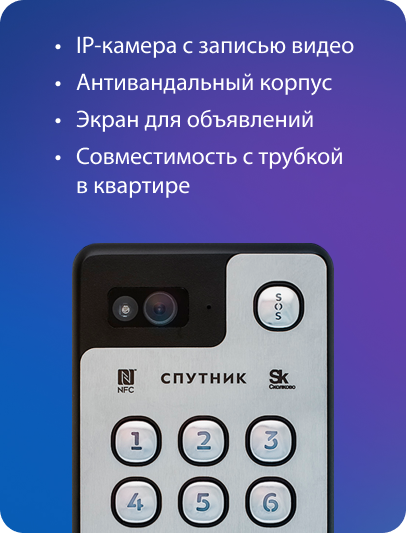 • IP-камера с записью видео
• Антивандальный корпус
• Экран для объявлений
• Совместимость с трубкой
в квартире
SOS
NFC СПУТНИК Sk
Сколково
1 2 3
4 5 6